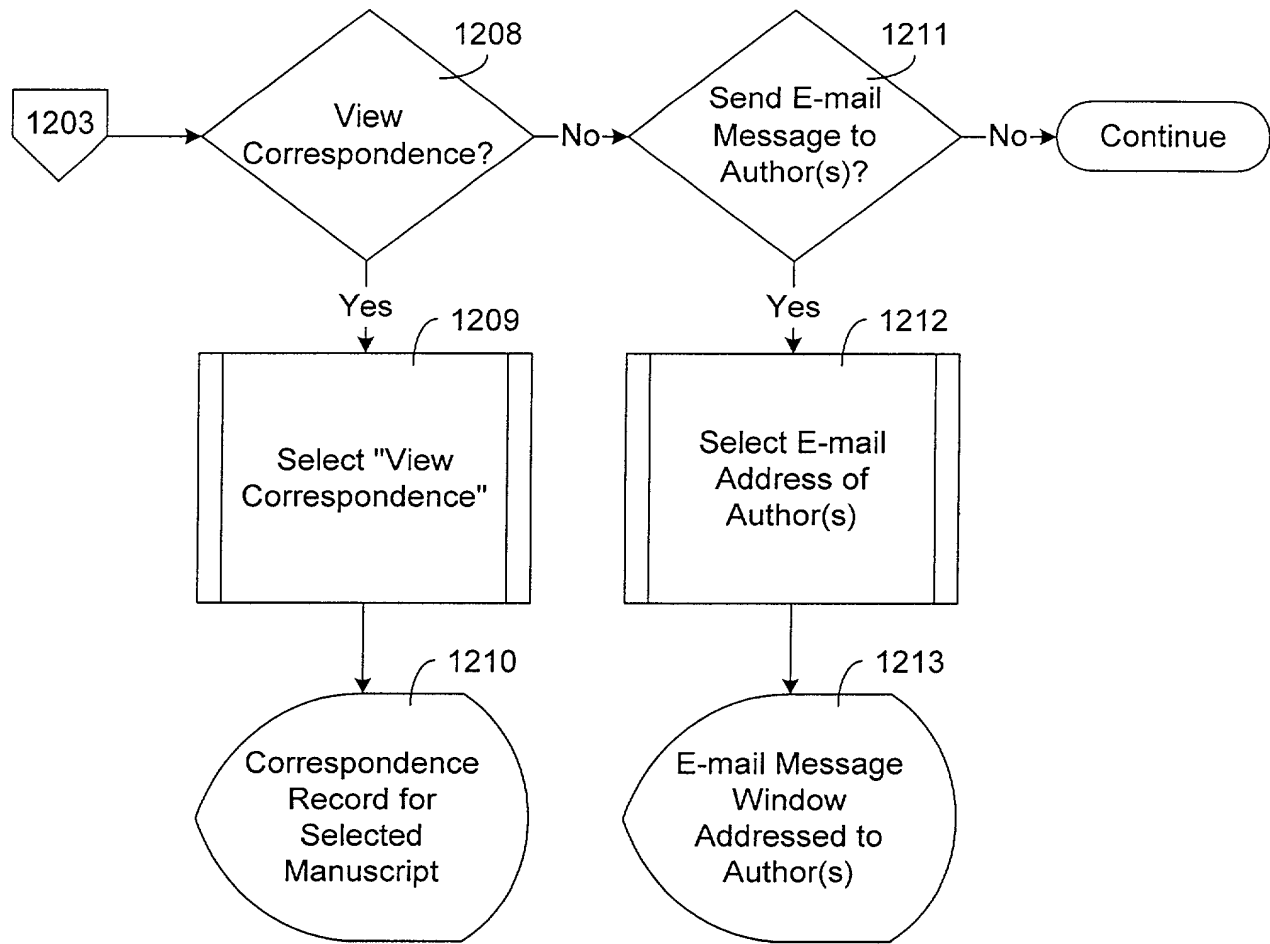 1208
1211
1203
View
Correspondence?
No
Send E-mail
Message to
Author(s)?
No
Continue
Yes
Yes
1209
1212
Select "View
Correspondence"
Select E-mail
Address of
Author(s)
1210
1213
Correspondence
Record for
Selected
Manuscript
E-mail Message
Window
Addressed to
Author(s)